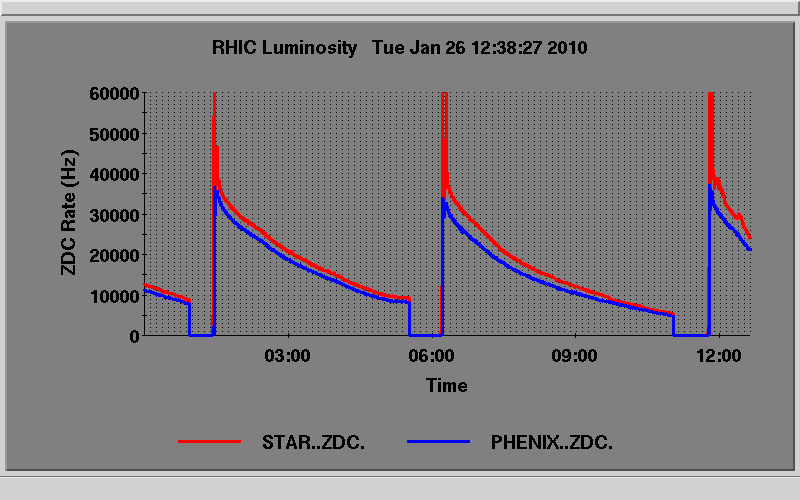 RHIC Luminosity   Tue Jan 26 12:38:27 2010
60000
50000
40000
30000
20000
10000
0
ZDC Rate (Hz)
03:00 06:00 09:00 12:00
Time
STAR..ZDC. PHENIX..ZDC.